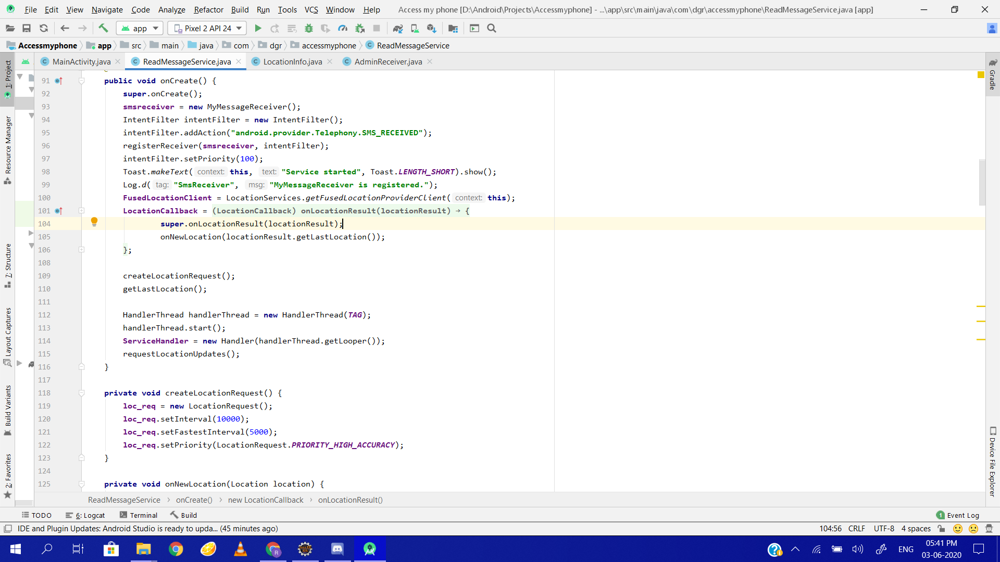 File Edit View Navigate Code Analyze Refactor Build Run Tools VCS Window Help Access my phone [D:\Android\Projects\Accessmyphone] - ...\app\src\main\java\com\dgr\accessmyphone\ReadMessageService.java [app]
app Pixel 2 API 24
Accessmyphone app src main java com dgr accessmyphone ReadMessageService
MainActivity.java ReadMessageService.java LocationInfo.java AdminReceiver.java
91 public void onCreate() {
92 super.onCreate();
93 smsreceiver = new MyMessageReceiver();
94 IntentFilter intentFilter = new IntentFilter();
95 intentFilter.addAction("android.provider.Telephony.SMS_RECEIVED");
96 registerReceiver(smsreceiver, intentFilter);
97 intentFilter.setPriority(100);
98 Toast.makeText( context: this, text: "Service started", Toast.LENGTH_SHORT).show();
99 Log.d( tag: "SmsReceiver", msg: "MyMessageReceiver is registered.");
100 FusedLocationClient = LocationServices.getFusedLocationProviderClient( context: this);
101 LocationCallback = (LocationCallback) onLocationResult(locationResult) → {
104 super.onLocationResult(locationResult);
105 onNewLocation(locationResult.getLastLocation());
106 };
108
109 createLocationRequest();
110 getLastLocation();
111
112 HandlerThread handlerThread = new HandlerThread(TAG);
113 handlerThread.start();
114 ServiceHandler = new Handler(handlerThread.getLooper());
115 requestLocationUpdates();
116 }
117
118 private void createLocationRequest() {
119 loc_req = new LocationRequest();
120 loc_req.setInterval(10000);
121 loc_req.setFastestInterval(5000);
122 loc_req.setPriority(LocationRequest.PRIORITY_HIGH_ACCURACY);
123 }
124
125 private void onNewLocation(Location location) {
ReadMessageService › onCreate() › new LocationCallback › onLocationResult()
1: Project
Resource Manager
7: Structure
Layout Captures
Build Variants
2: Favorites
Gradle
Device File Explorer
TODO 6: Logcat Terminal Build 1 Event Log
IDE and Plugin Updates: Android Studio is ready to upda... (45 minutes ago) 104:56 CRLF UTF-8 4 spaces
ENG 05:41 PM
03-06-2020